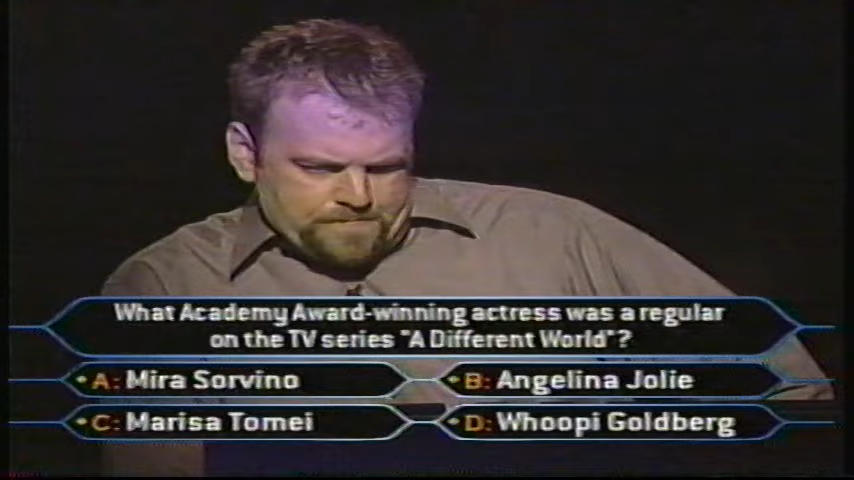 What Academy Award-winning actress was a regular
on the TV series "A Different World"?
A: Mira Sorvino
B: Angelina Jolie
C: Marisa Tomei
D: Whoopi Goldberg